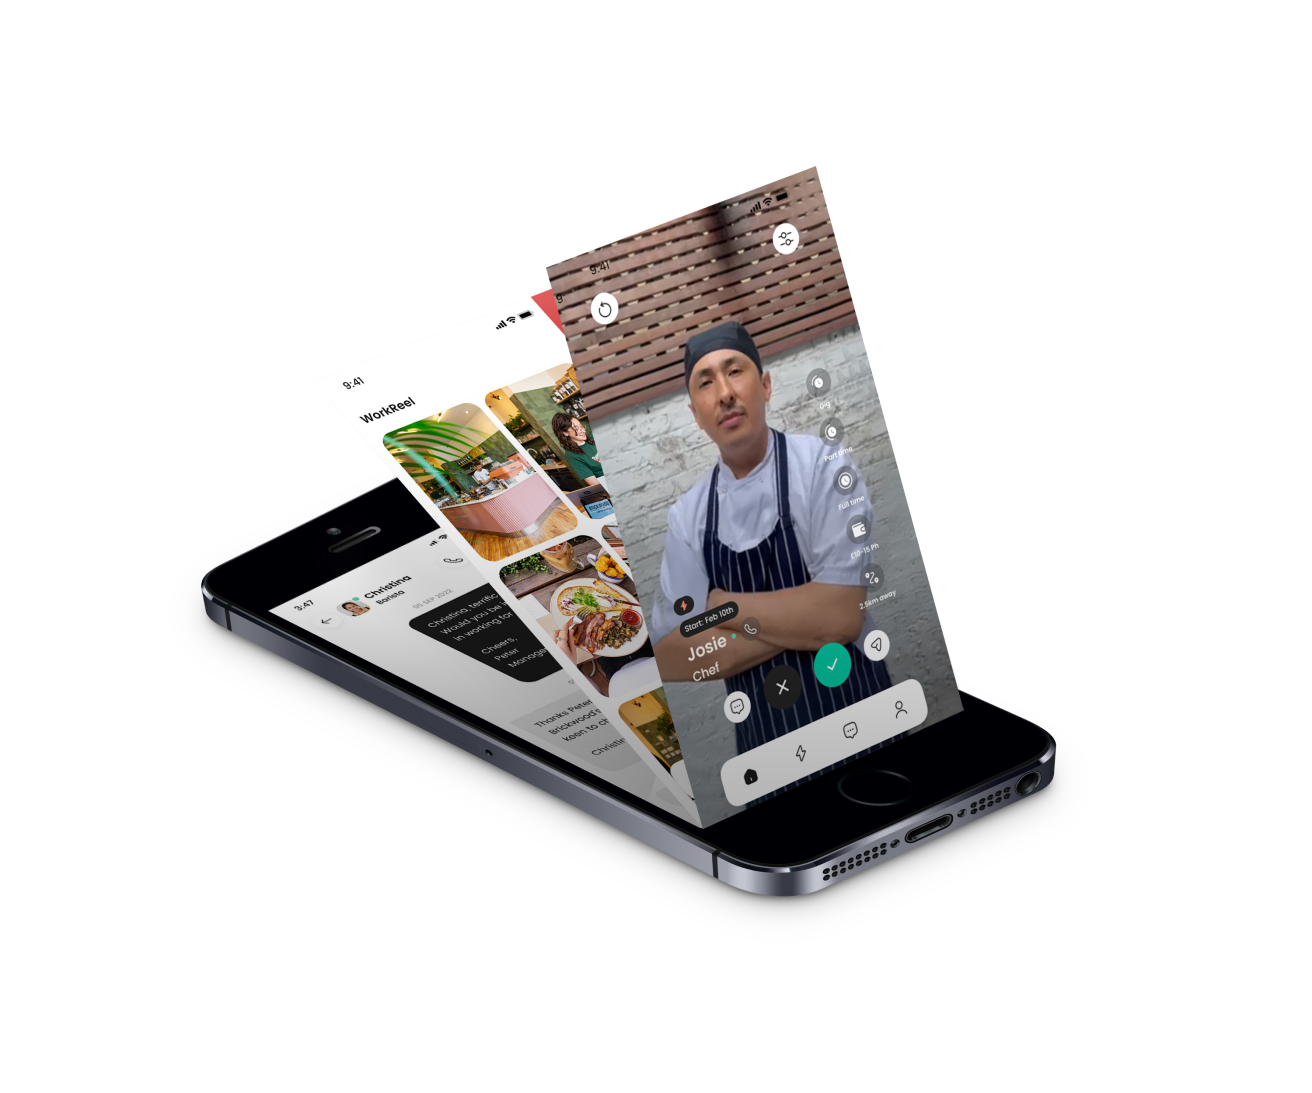 9:41
Gig
Part time
Full time
£10-15 Ph
2.5km away
Start: Feb 10th
Josie
Chef
9:41
WorkReel
3:47
Christina
Barista
05 SEP 2022
Christina, terrific
Would you be
in working for
Cheers,
Peter
Manage
Thanks Peter
Brickwood's
keen to ch
Christin